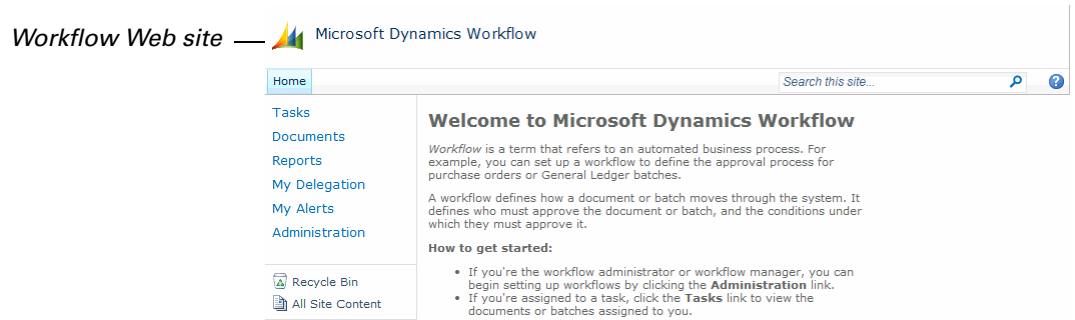 Workflow Web site
Microsoft Dynamics Workflow
Home
Search this site...
Tasks
Documents
Reports
My Delegation
My Alerts
Administration
Recycle Bin
All Site Content
Welcome to Microsoft Dynamics Workflow
Workflow is a term that refers to an automated business process. For
example, you can set up a workflow to define the approval process for
purchase orders or General Ledger batches.
A workflow defines how a document or batch moves through the system. It
defines who must approve the document or batch, and the conditions under
which they must approve it.
How to get started:
• If you're the workflow administrator or workflow manager, you can
begin setting up workflows by clicking the Administration link.
• If you're assigned to a task, click the Tasks link to view the
documents or batches assigned to you.